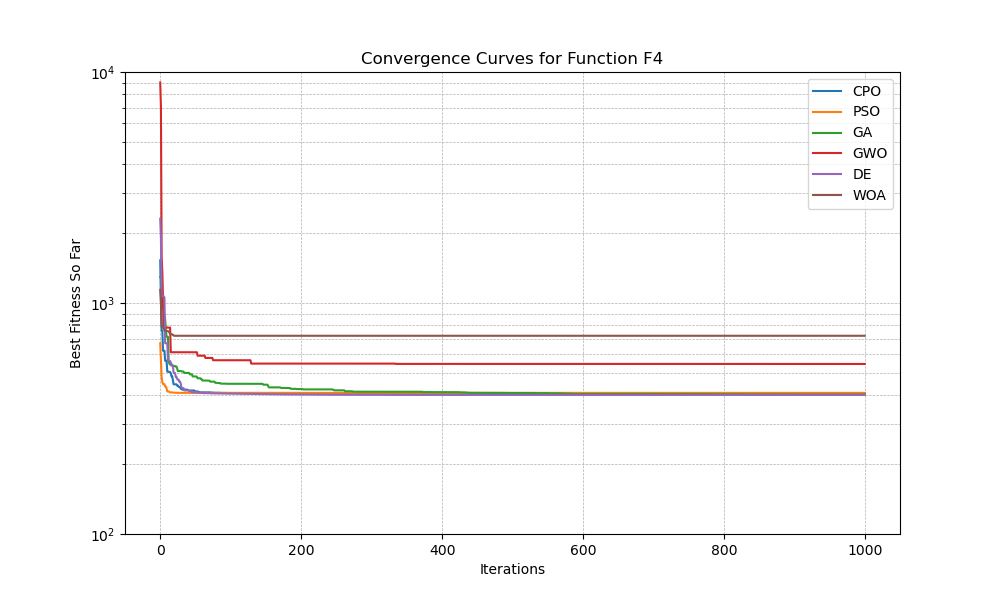 Convergence Curves for Function F4
Best Fitness So Far
10^4
10^3
10^2
CPO
PSO
GA
GWO
DE
WOA
0 200 400 600 800 1000
Iterations